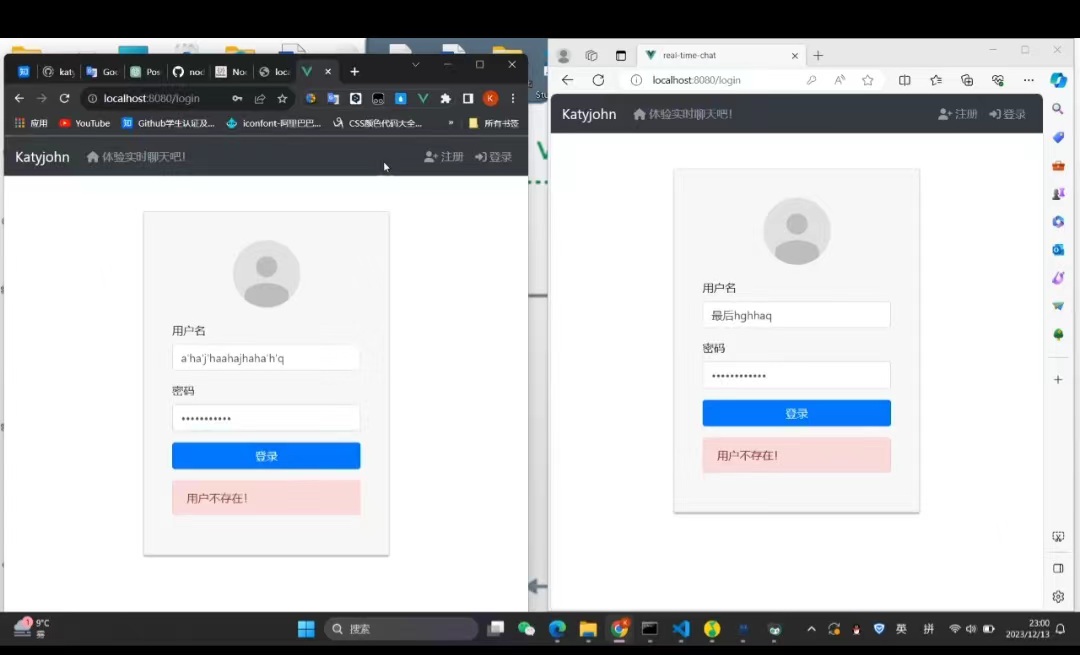 katy
Goc
Pos
nod
Nod
loca
localhost:8080/login
应用
YouTube
Github学生认证及...
iconfont-阿里巴巴...
CSS颜色代码大全...
»
所有书签
Katyjohn
体验实时聊天吧!
注册
登录
用户名
a'ha'j'haahajhaha'h'q
密码
•••••••••••
登录
用户不存在!
real-time-chat
localhost:8080/login
Katyjohn
体验实时聊天吧!
注册
登录
用户名
最后hghhaq
密码
••••••••••••
登录
用户不存在!
9°C
搜索
英
拼
23:00
2023/12/13